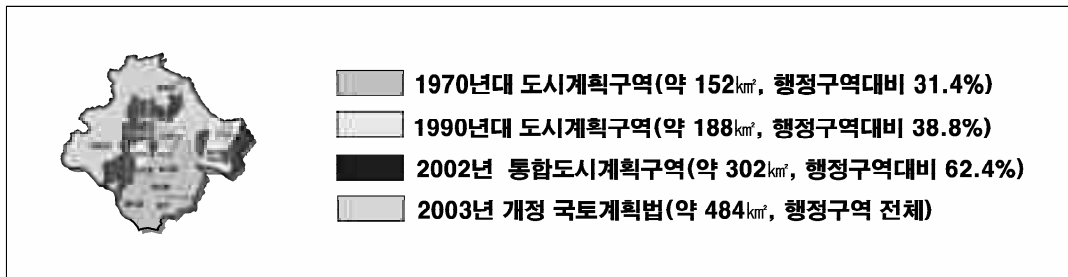 1970년대 도시계획구역(약 152㎢, 행정구역대비 31.4%)
1990년대 도시계획구역(약 188㎢, 행정구역대비 38.8%)
2002년 통합도시계획구역(약 302㎢, 행정구역대비 62.4%)
2003년 개정 국토계획법(약 484㎢, 행정구역 전체)